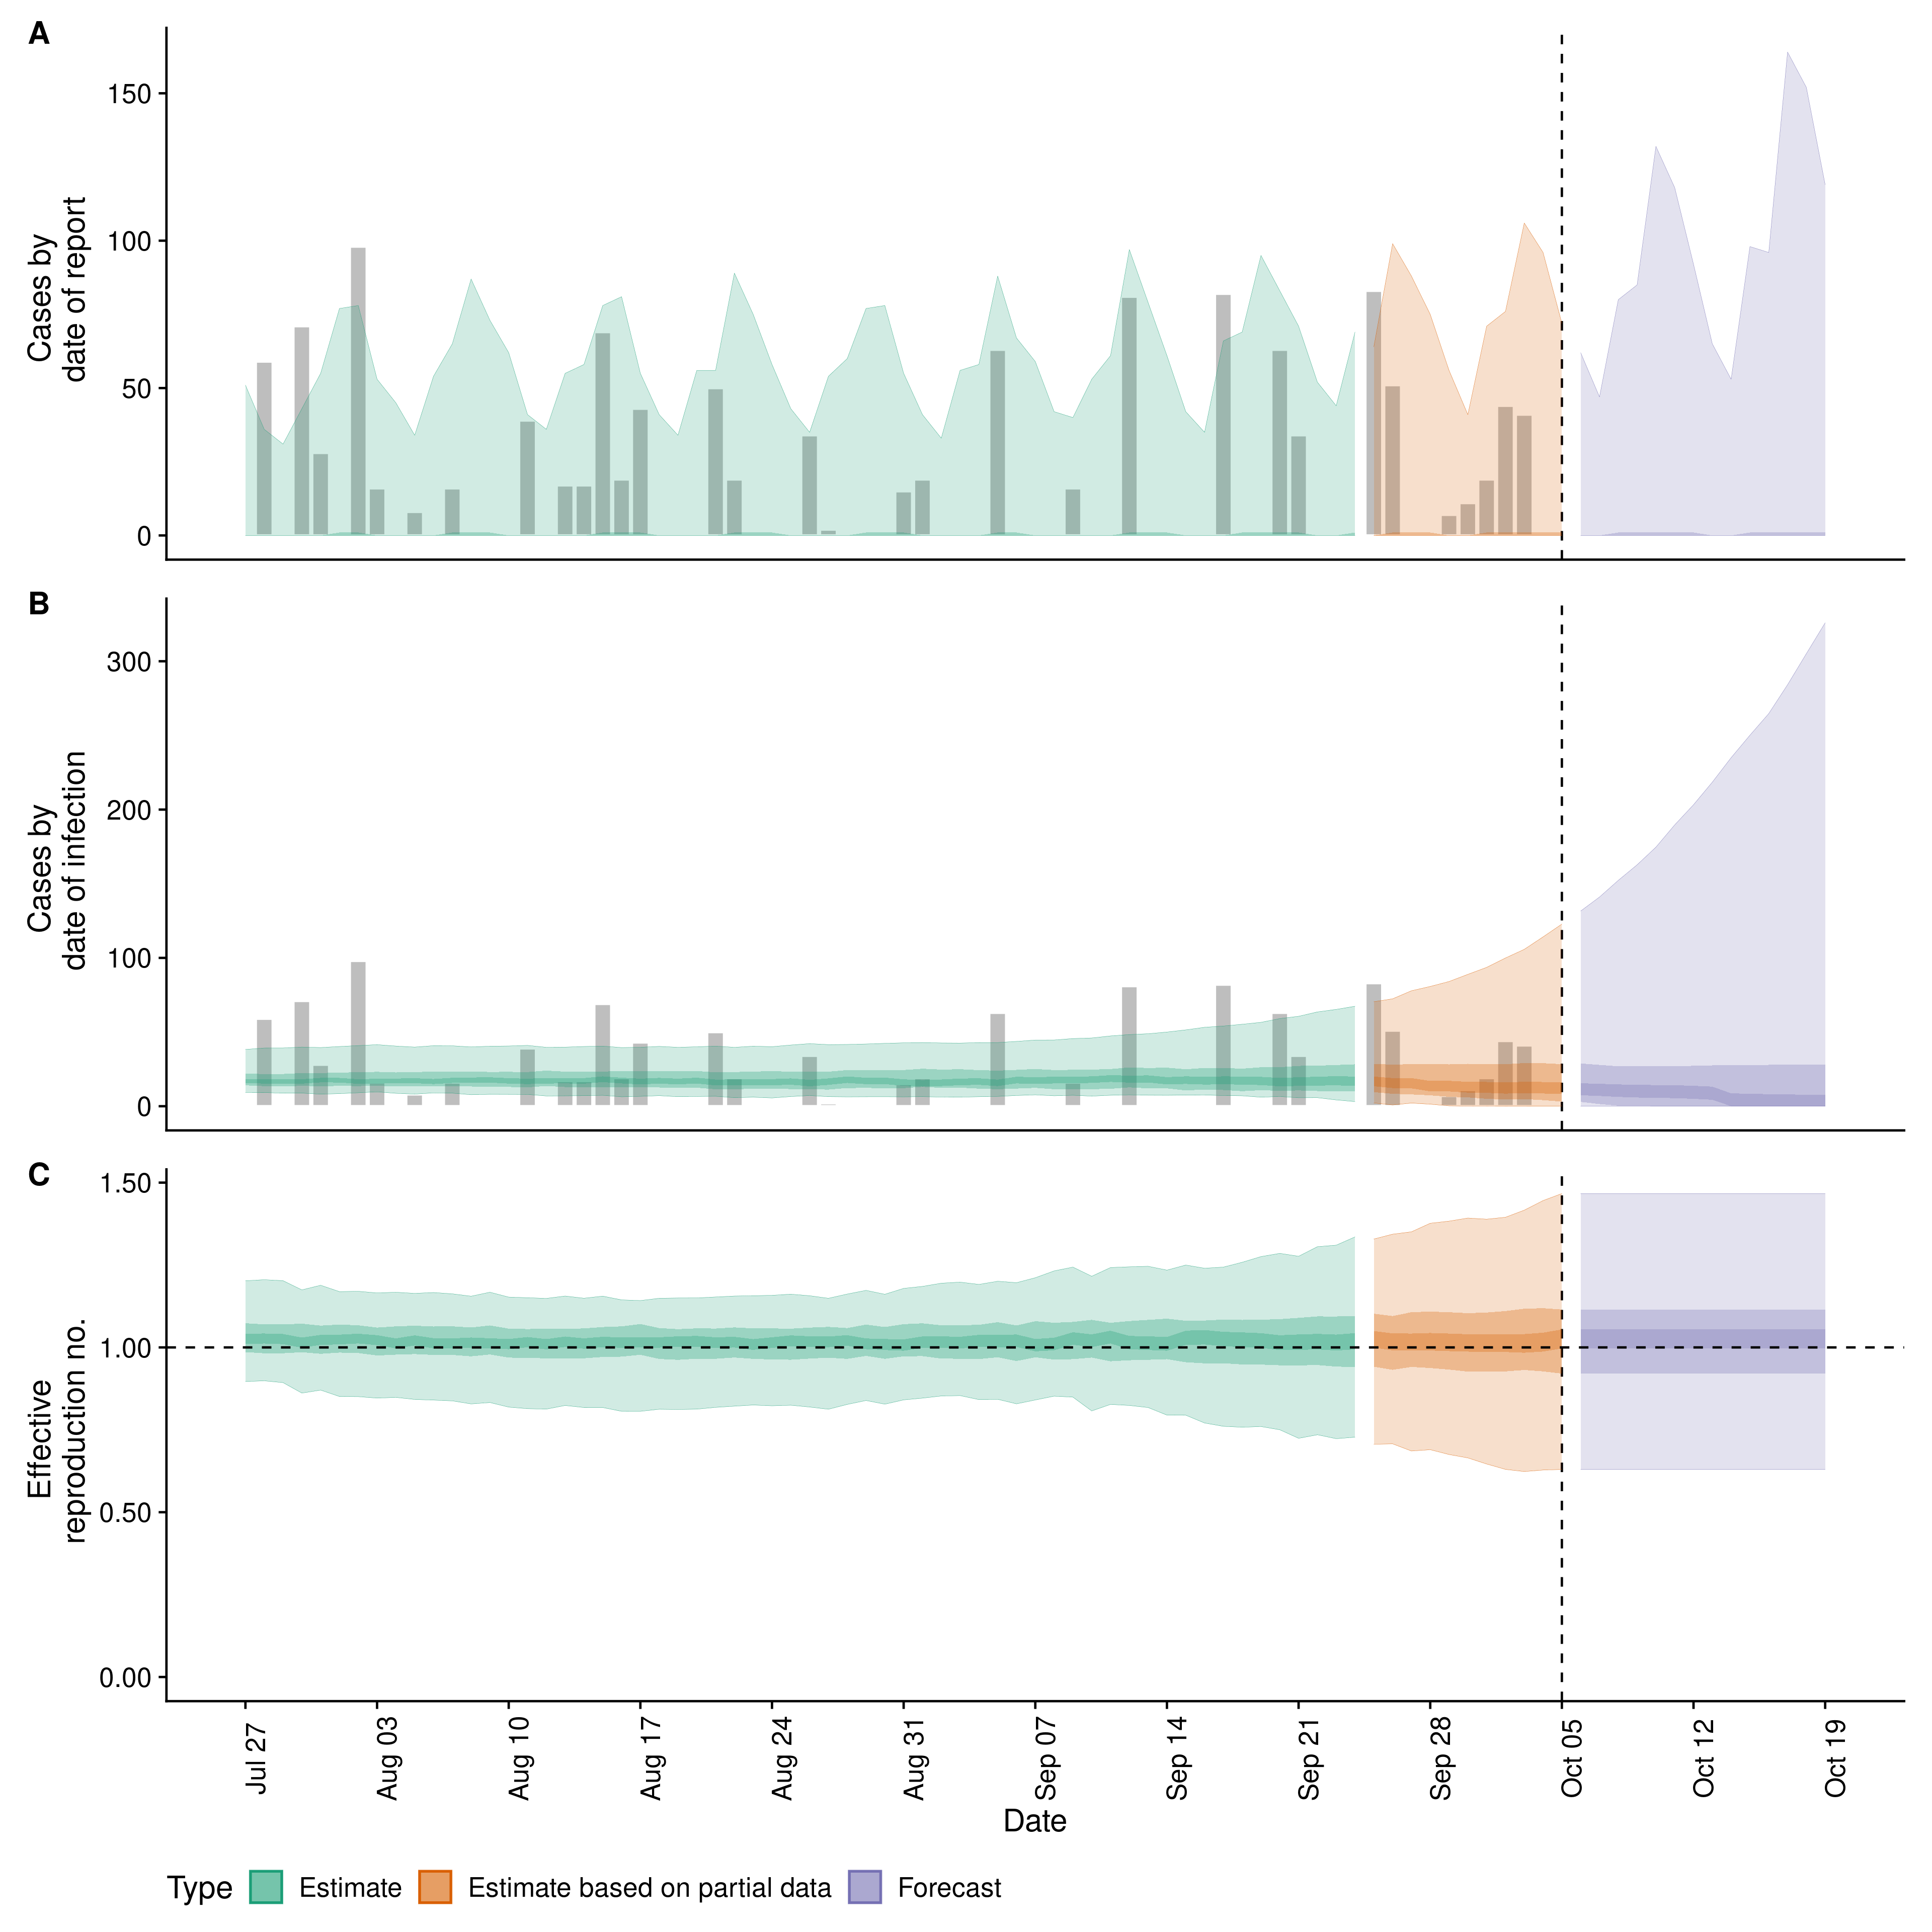 A
Cases by
date of report
150
100
50
0
B
Cases by
date of infection
300
200
100
0
C
Effective
reproduction no.
1.50
1.00
0.50
0.00
Jul 27
Aug 03
Aug 10
Aug 17
Aug 24
Aug 31
Sep 07
Sep 14
Sep 21
Sep 28
Oct 05
Oct 12
Oct 19
Date
Type Estimate Estimate based on partial data Forecast